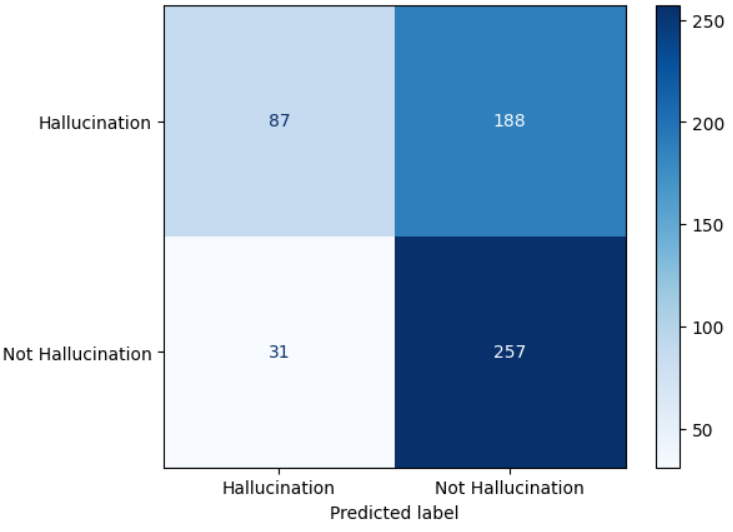 250
Hallucination 87 188
200
150
100
Not Hallucination 31 257
50
Hallucination Not Hallucination
Predicted label